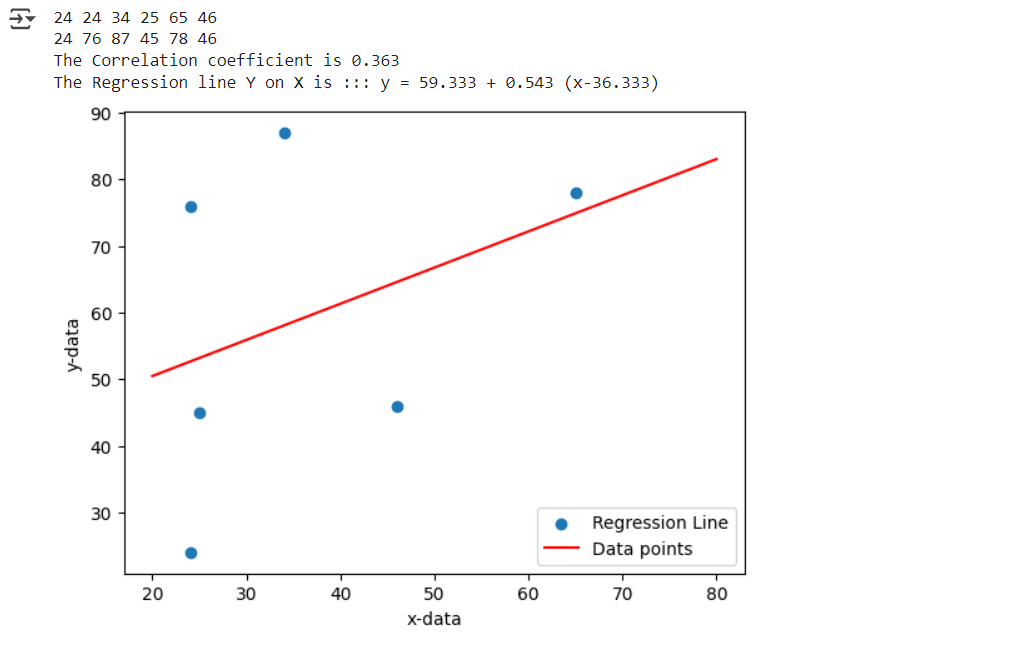 24 24 34 25 65 46
24 76 87 45 78 46
The Correlation coefficient is 0.363
The Regression line Y on X is ::: y = 59.333 + 0.543 (x-36.333)
90
80
70
60
50
40
30
y-data
Regression Line
Data points
20 30 40 50 60 70 80
x-data